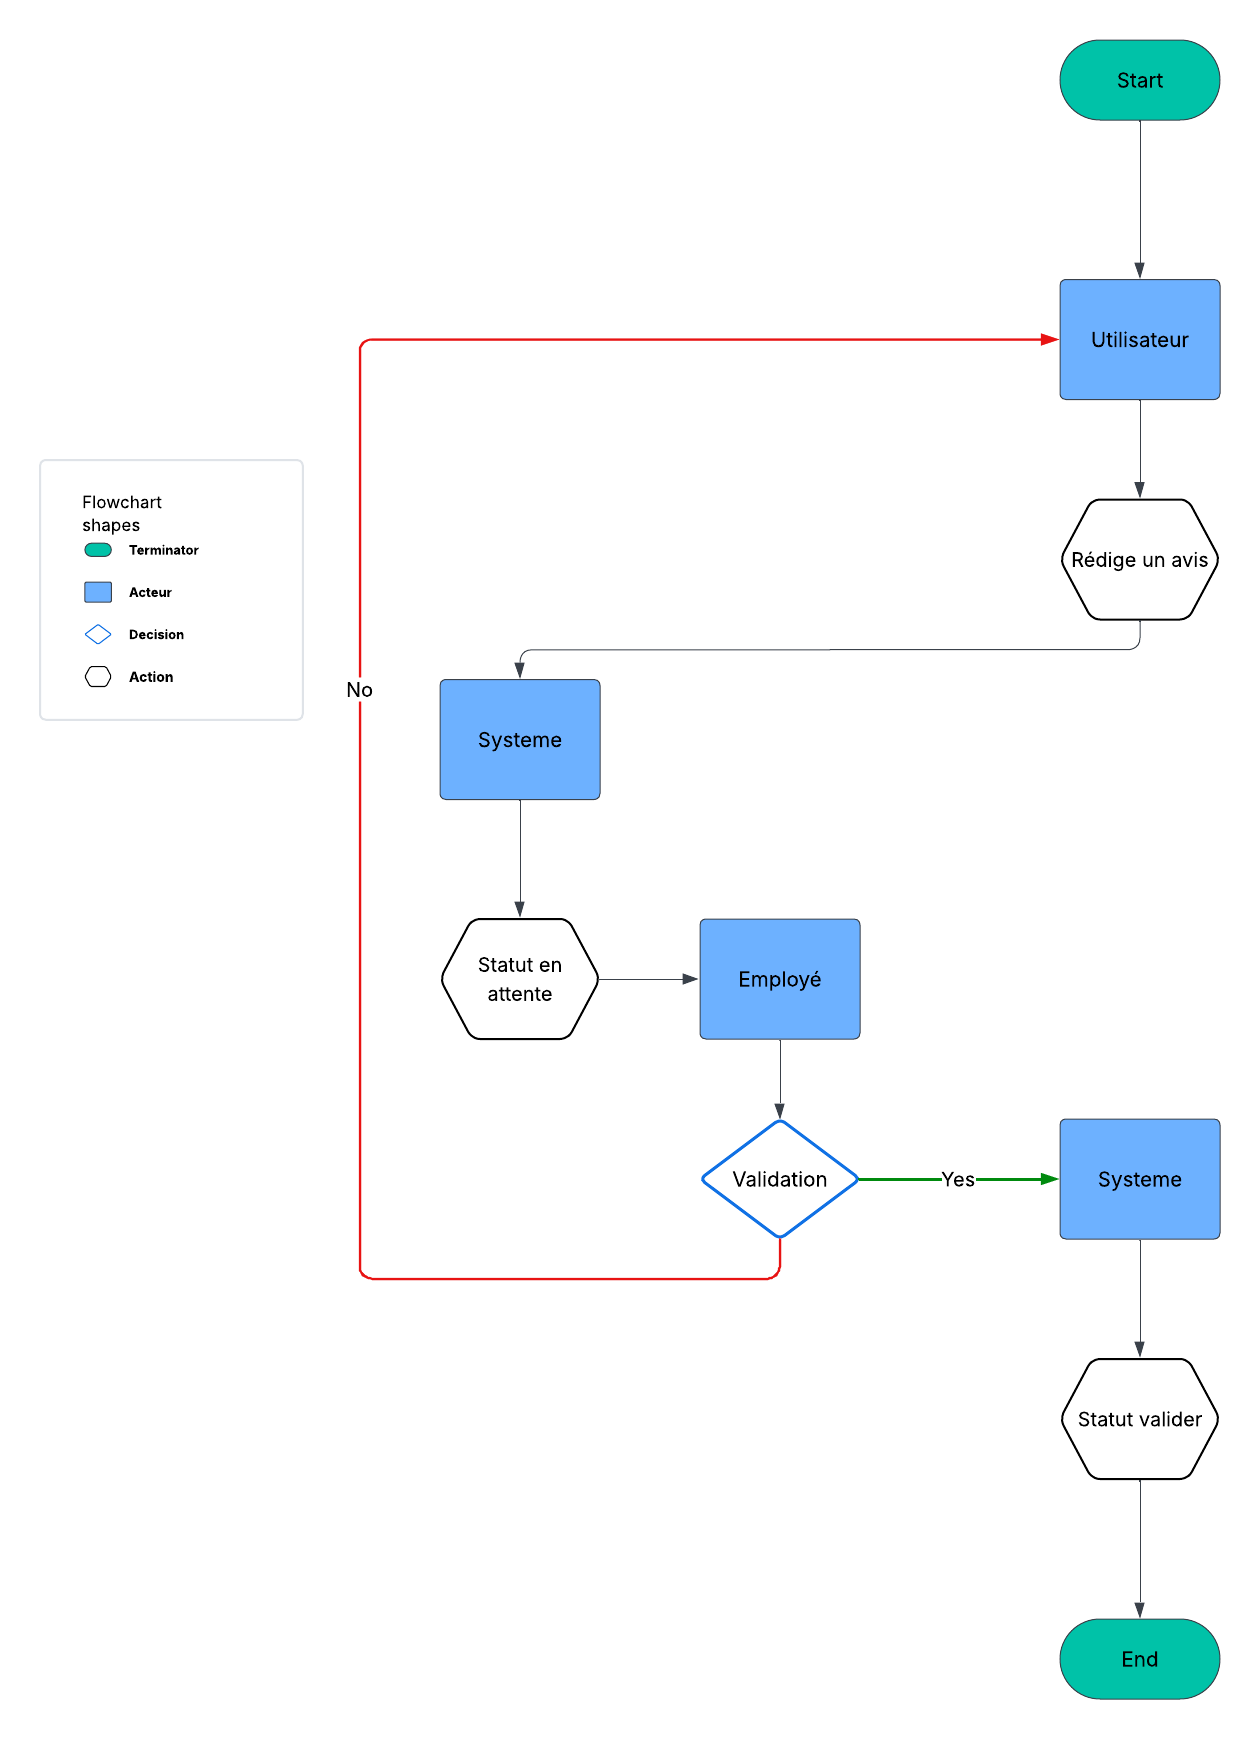 Start
Utilisateur
Flowchart
shapes
Terminator
Acteur
Decision
Action
Rédige un avis
No
Systeme
Statut en
attente
Employé
Validation
Yes
Systeme
Statut valider
End